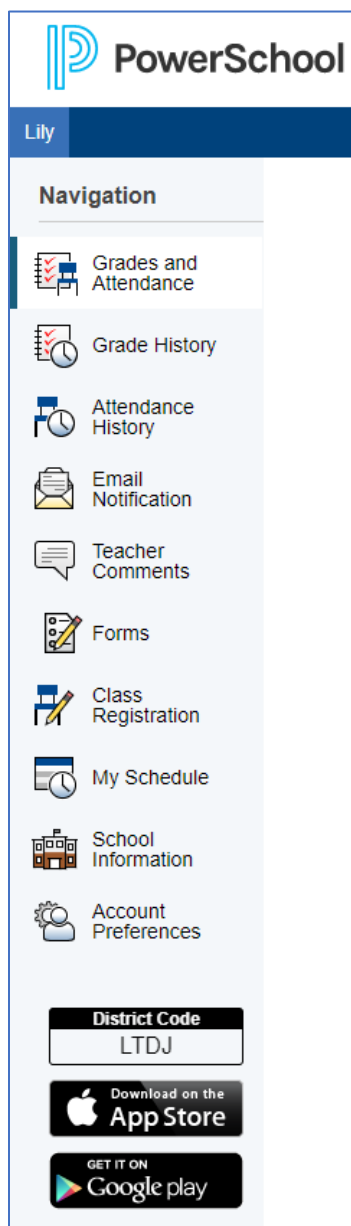 PowerSchool
Lily
Navigation
Grades and
Attendance
Grade History
Attendance
History
Email
Notification
Teacher
Comments
Forms
Class
Registration
My Schedule
School
Information
Account
Preferences
District Code
LTDJ
Download on the
App Store
GET IT ON
Google play